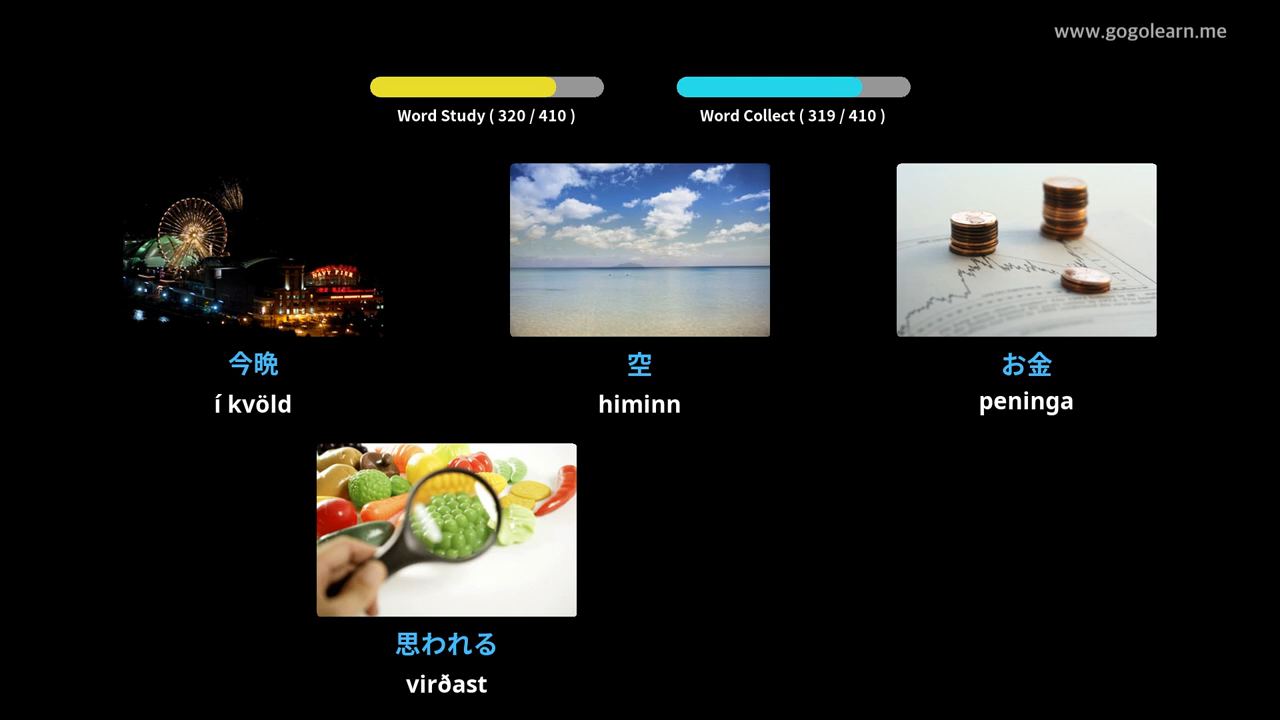 www.gogolearn.me
Word Study ( 320 / 410 )
Word Collect ( 319 / 410 )
今晩
í kvöld
空
himinn
お金
peninga
思われる
virðast